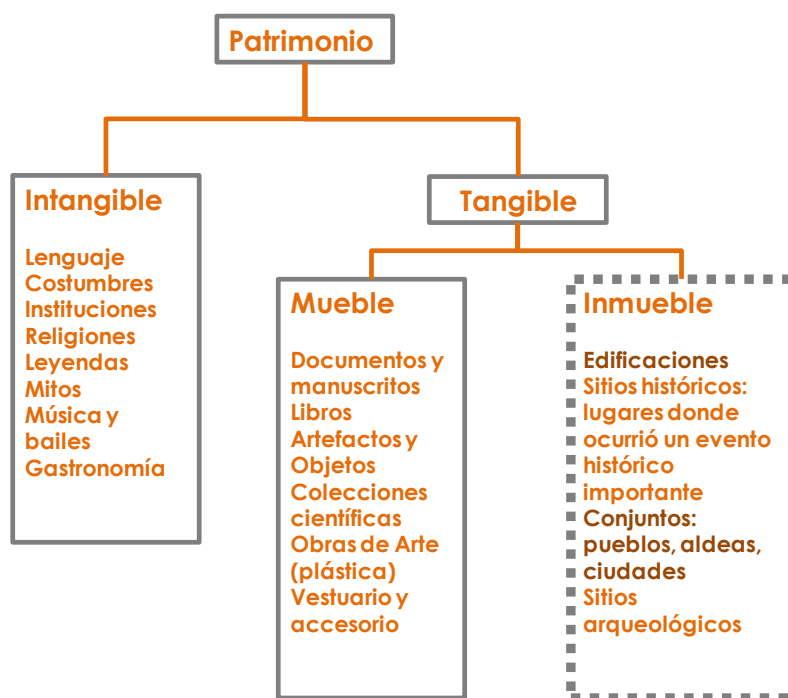 Patrimonio
Intangible
Lenguaje
Costumbres
Instituciones
Religiones
Leyendas
Mitos
Música y
bailes
Gastronomía
Tangible
Mueble
Documentos y
manuscritos
Libros
Artefactos y
Objetos
Colecciones
científicas
Obras de Arte
(plástica)
Vestuario y
accesorio
Inmueble
Edificaciones
Sitios históricos:
lugares donde
ocurrió un evento
histórico
importante
Conjuntos:
pueblos, aldeas,
ciudades
Sitios
arqueológicos